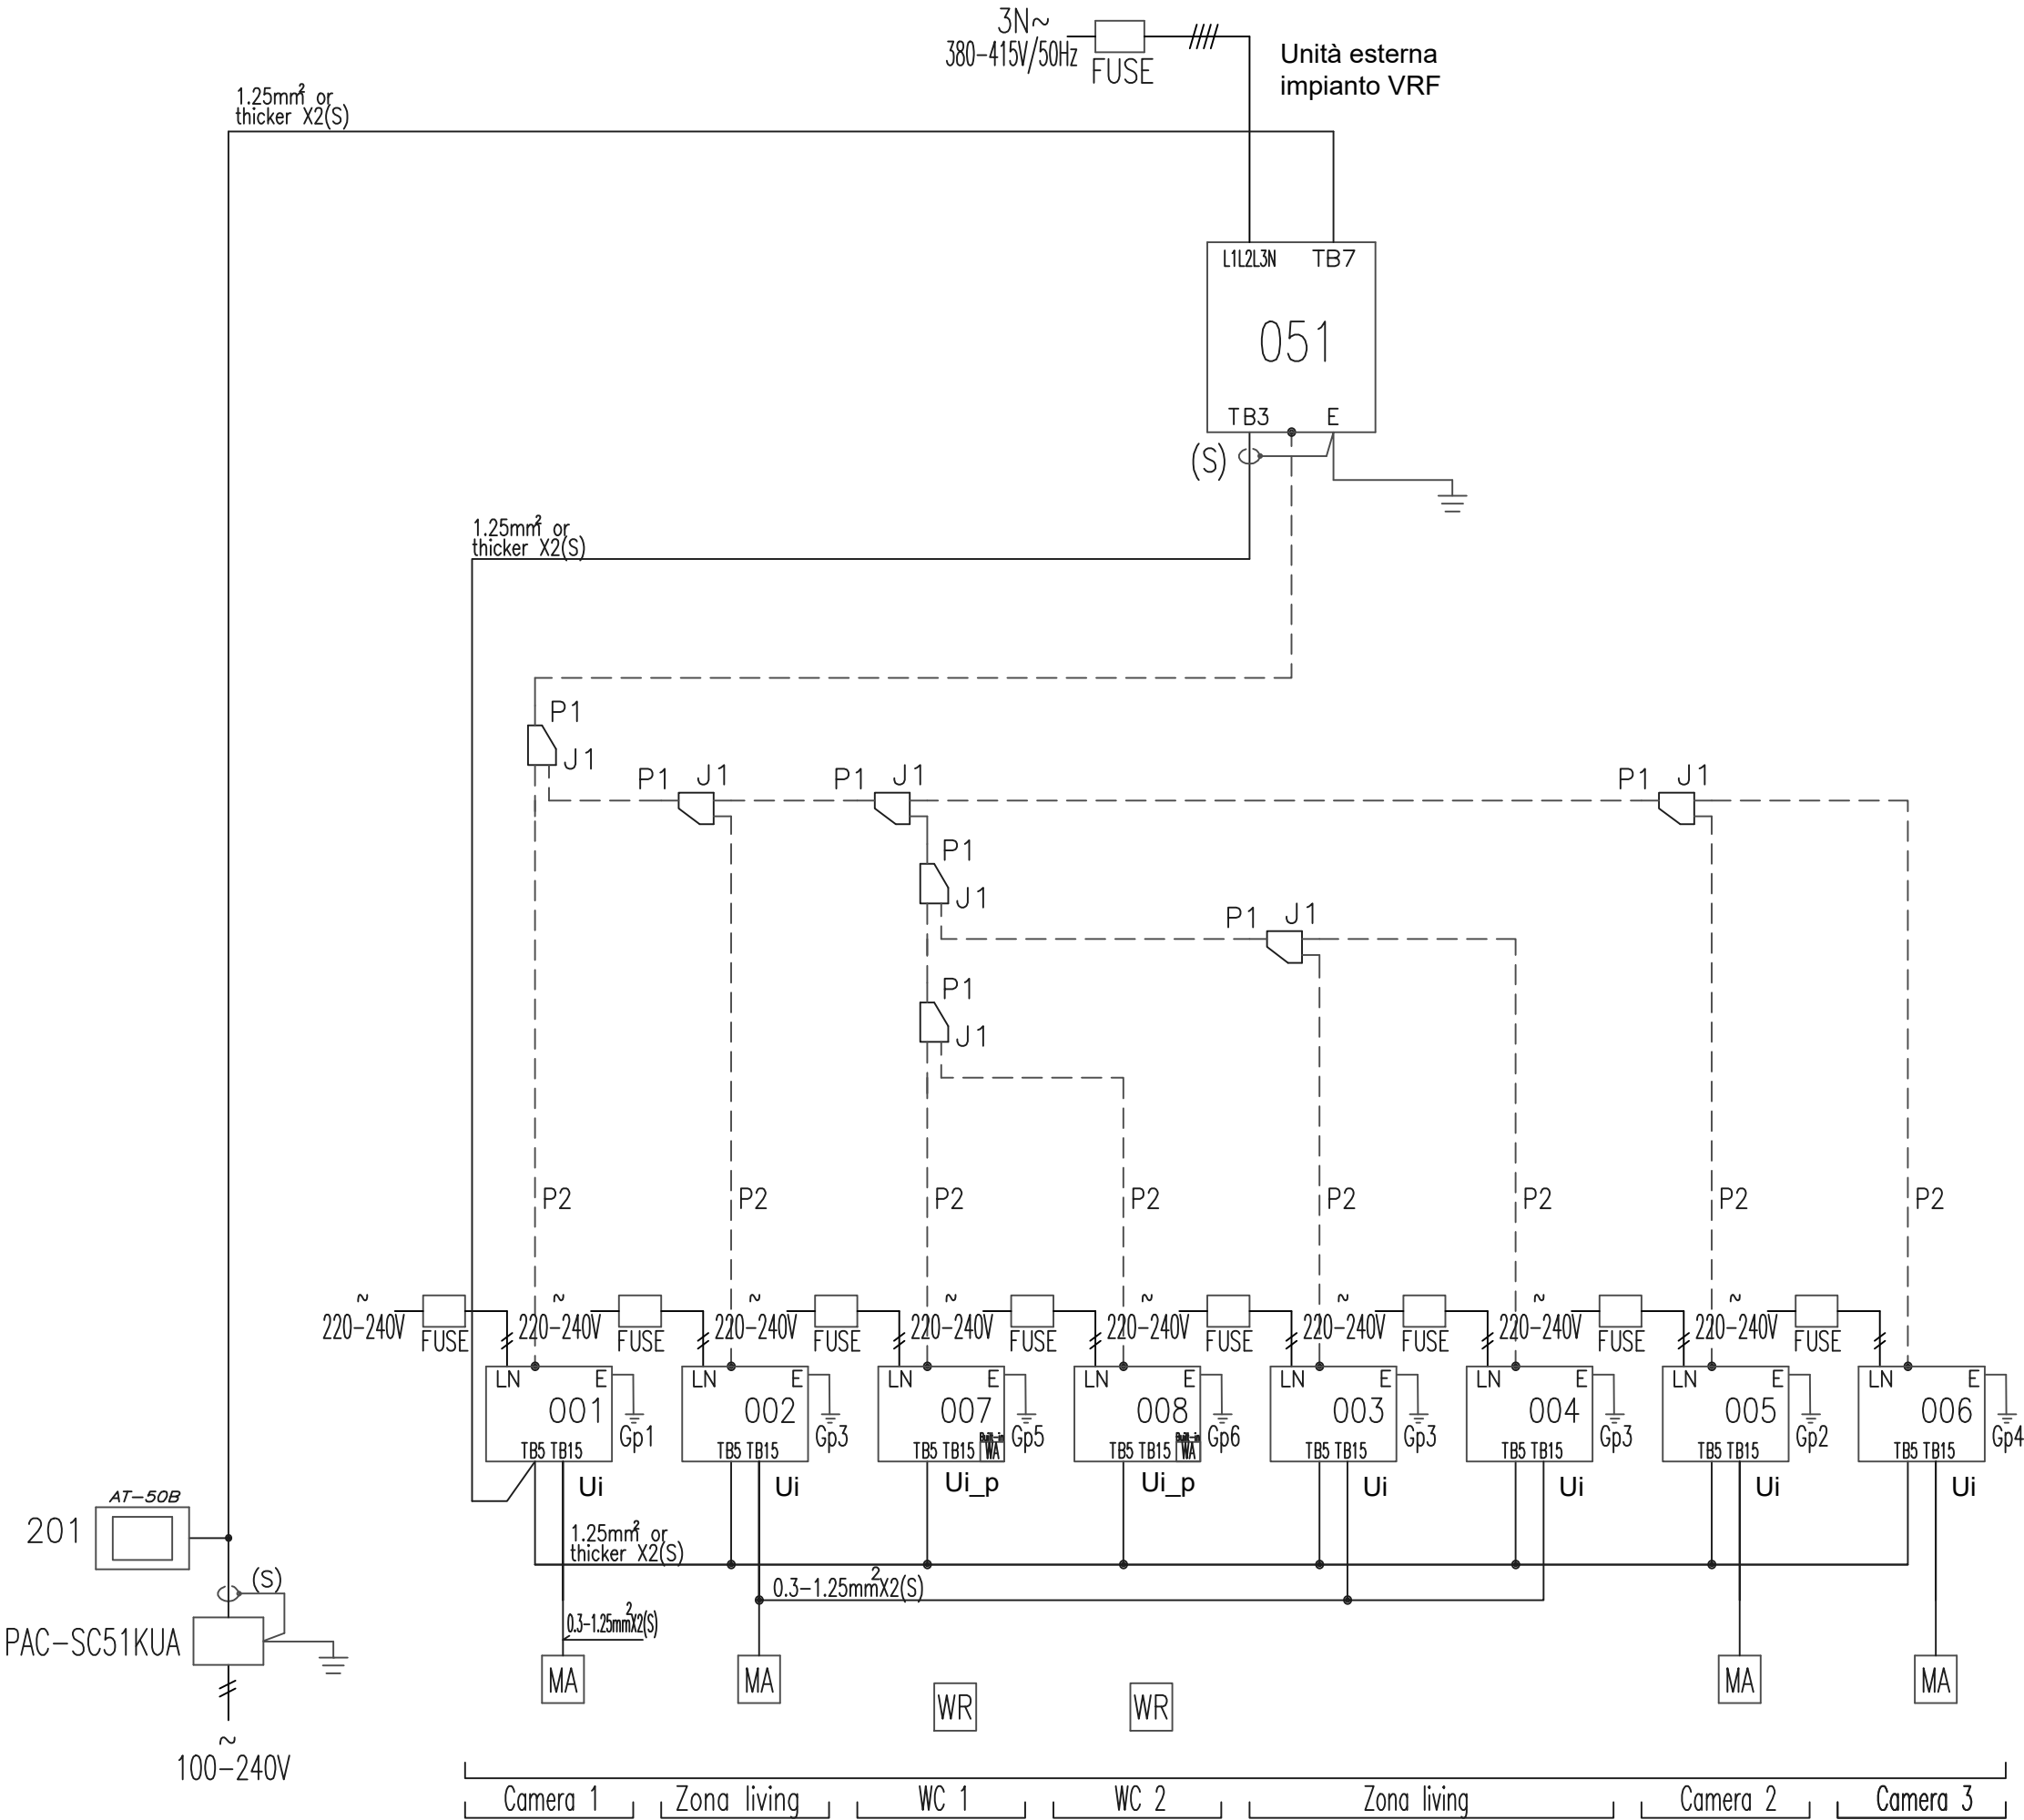 3N~
380-415V/50Hz
FUSE
Unità esterna
impianto VRF
1.25mm² or
thicker X2(S)
L1L2L3N TB7
051
TB3 E
(S)
1.25mm² or
thicker X2(S)
P1
J1
P1 J1 P1 J1 P1 J1
P1
J1
P1 J1
P1
J1
P2 P2 P2 P2 P2 P2 P2 P2
~ ~ ~ ~ ~ ~ ~ ~
220-240V 220-240V 220-240V 220-240V 220-240V 220-240V 220-240V 220-240V
FUSE FUSE FUSE FUSE FUSE FUSE FUSE FUSE
LN E LN E LN E LN E LN E LN E LN E LN E
001 002 007 008 003 004 005 006
Gp1 Gp3 Gp5 Gp6 Gp3 Gp3 Gp2 Gp4
TB5 TB15 TB5 TB15 TB5 TB15 WA TB5 TB15 WA TB5 TB15 TB5 TB15 TB5 TB15 TB5 TB15
Ui Ui Ui_p Ui_p Ui Ui Ui Ui
AT-50B
201
1.25mm² or
thicker X2(S)
(S)
0.3-1.25mm²X2(S)
0.3-1.25mm²X2(S)
PAC-SC51KUA
MA MA MA MA
WR WR
~
100-240V
Camera 1 Zona living WC 1 WC 2 Zona living Camera 2 Camera 3